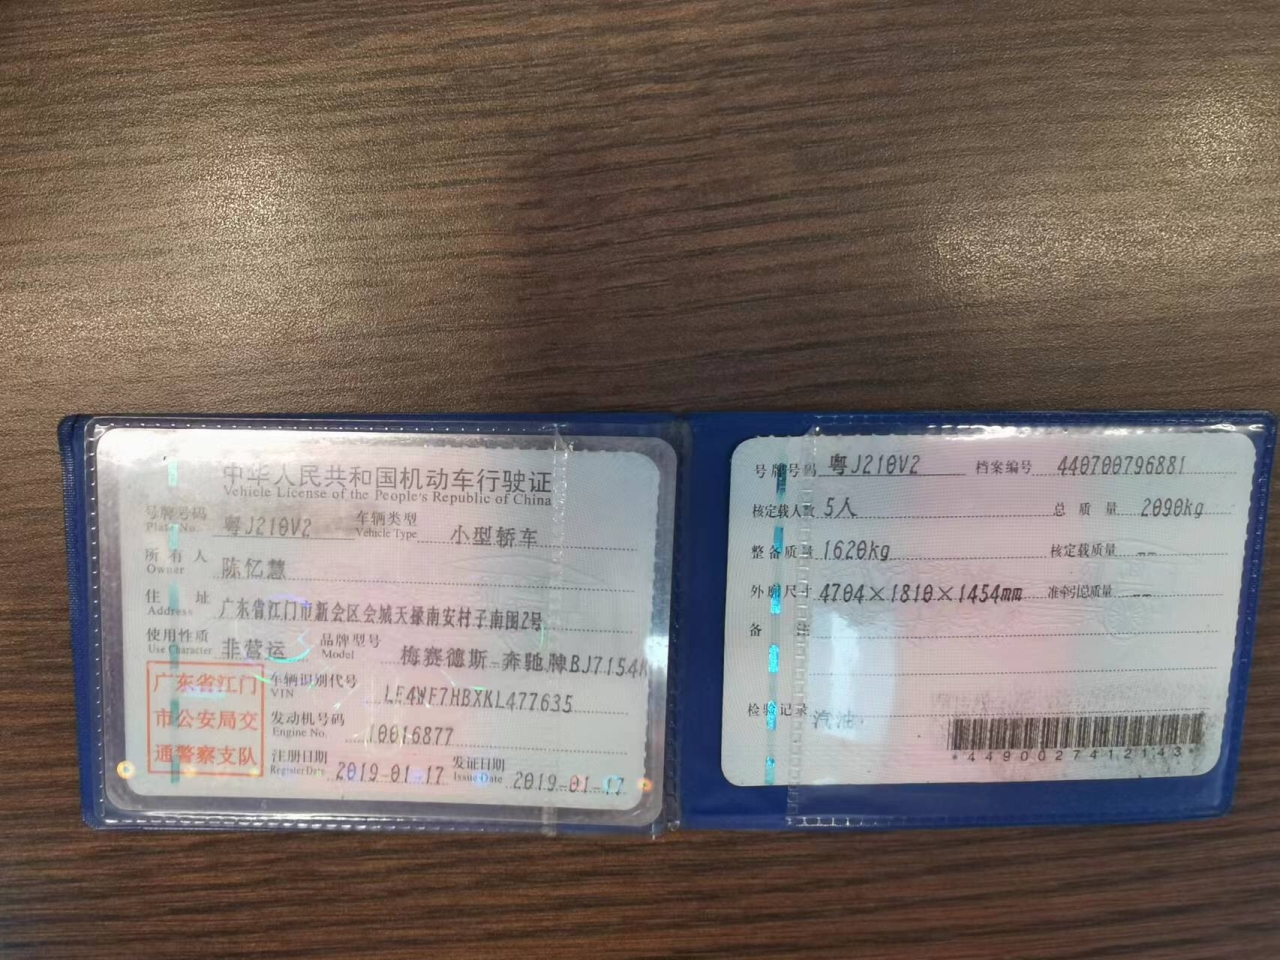 中华人民共和国机动车行驶证
Vehicle License of the People's Republic of China
号牌号码 粤J210V2 车辆类型 小型轿车
Plate No. Vehicle Type
所有人 陈亿慧
Owner
住址 广东省江门市新会区会城天禄南安村子南围2号
Address
使用性质 非营运 品牌型号 梅赛德斯-奔驰牌BJ7154
Use Character Model
广东省江门
市公安局交
通警察支队
车辆识别代号 LE4WF7HBXKL477635
VIN
发动机号码 10016877
Engine No.
注册日期 2019-01-17 发证日期 2019-01-17
Register Date Issue Date
号牌号码 粤J210V2 档案编号 440700796881
核定载人数 5人 总质量 2090kg
整备质量 1620kg 核定载质量 --
外廓尺寸 4704×1810×1454mm 准牵引总质量 --
备注
检验记录 汽油
*4490027412143*